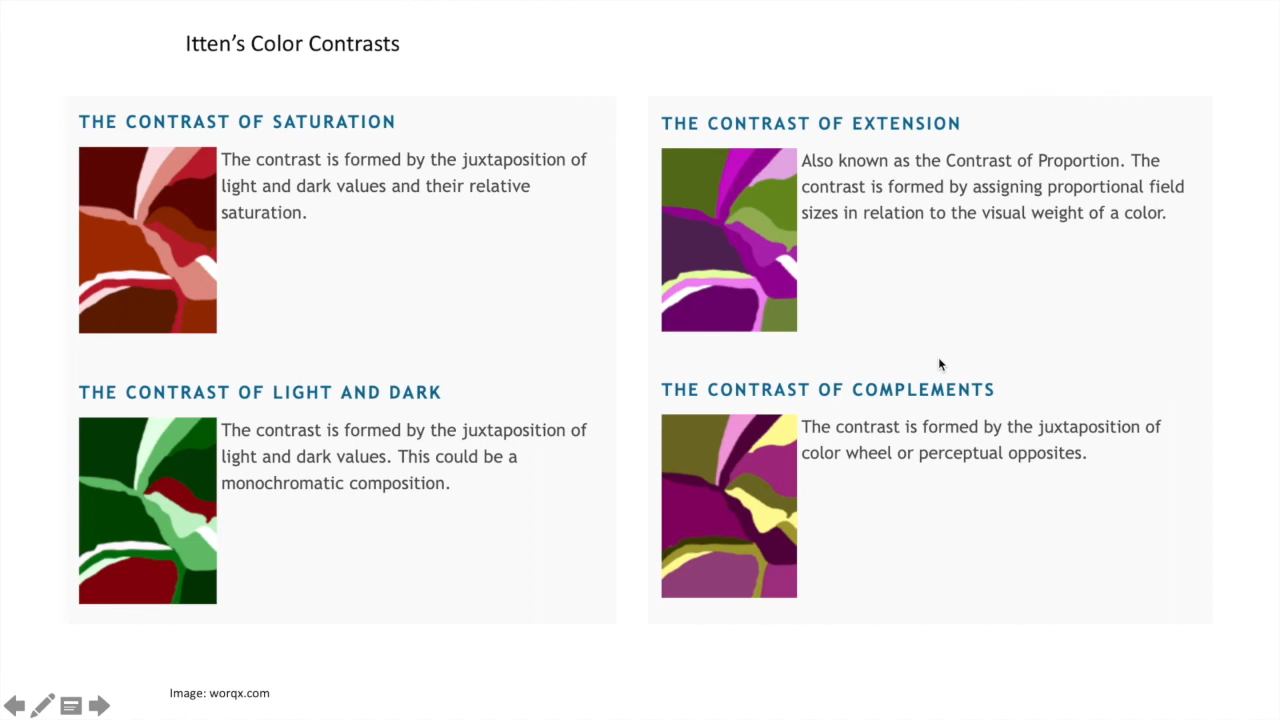 Itten’s Color Contrasts
THE CONTRAST OF SATURATION
The contrast is formed by the juxtaposition of
light and dark values and their relative
saturation.
THE CONTRAST OF LIGHT AND DARK
The contrast is formed by the juxtaposition of
light and dark values. This could be a
monochromatic composition.
THE CONTRAST OF EXTENSION
Also known as the Contrast of Proportion. The
contrast is formed by assigning proportional field
sizes in relation to the visual weight of a color.
THE CONTRAST OF COMPLEMENTS
The contrast is formed by the juxtaposition of
color wheel or perceptual opposites.
Image: worqx.com